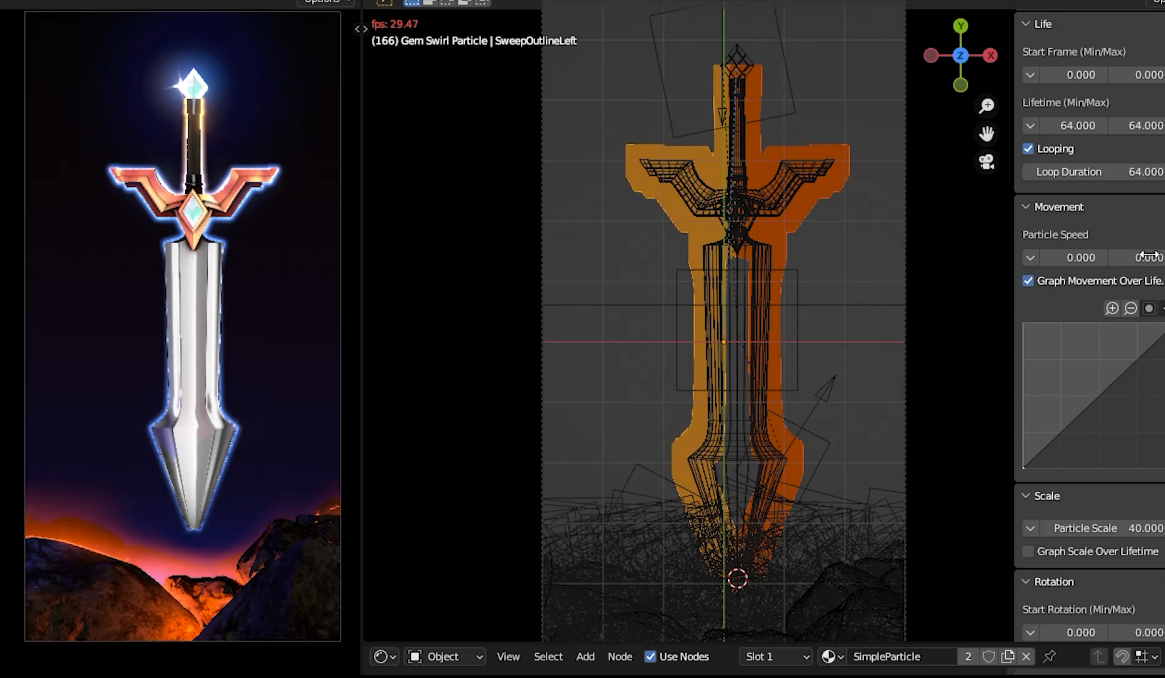 Options
fps: 29.47
(166) Gem Swirl Particle | SweepOutlineLeft
Y
Z
X
Life
Start Frame (Min/Max)
0.000 0.000
Lifetime (Min/Max)
64.000 64.000
Looping
Loop Duration 64.000
Movement
Particle Speed
0.000 0.000
Graph Movement Over Life.
Scale
Particle Scale 40.000
Graph Scale Over Lifetime
Rotation
Start Rotation (Min/Max)
0.000 0.000
Object View Select Add Node Use Nodes Slot 1 SimpleParticle 2